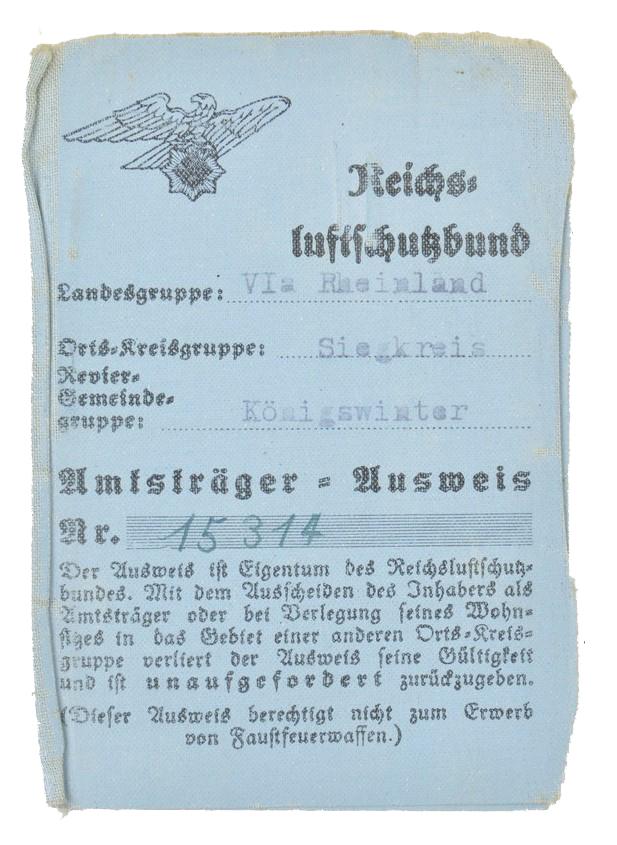 Reichs-
luftschutzbund
Landesgruppe: VIa Rheinland
Orts-Kreisgruppe: Siegkreis
Revier-
Gemeinde-
gruppe: Königswinter
Amtsträger-Ausweis
Nr. 15314
Der Ausweis ist Eigentum des Reichsluftschutz-
bundes. Mit dem Ausscheiden des Inhabers als
Amtsträger oder bei Verlegung seines Wohn-
sitzes in das Gebiet einer anderen Orts-Kreis-
gruppe verliert der Ausweis seine Gültigkeit
und ist unaufgefordert zurückzugeben.
(Dieser Ausweis berechtigt nicht zum Erwerb
von Faustfeuerwaffen.)